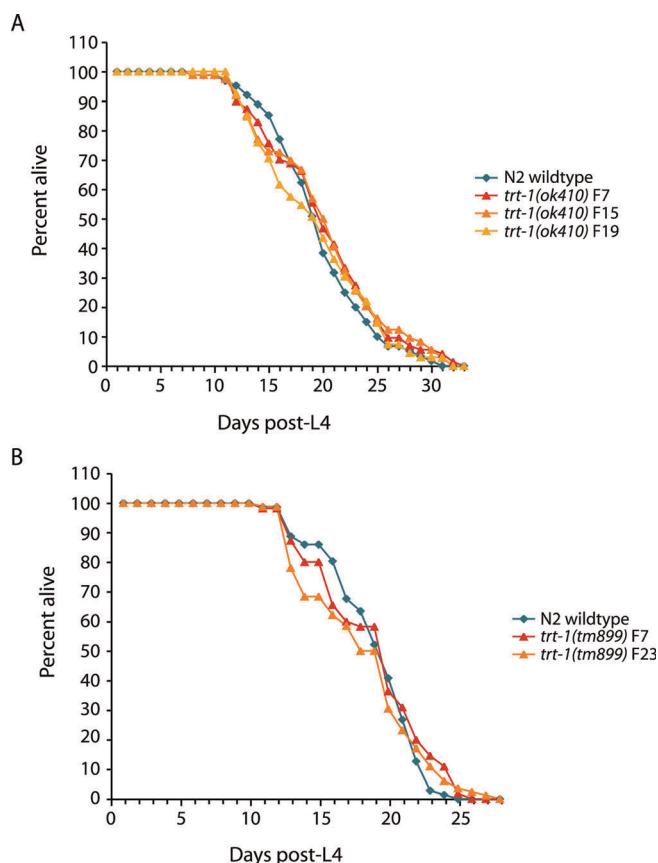 A
110
100
90
80
70
60
50
40
30
20
10
0
Percent alive
0 5 10 15 20 25 30
Days post-L4
N2 wildtype
trt-1(ok410) F7
trt-1(ok410) F15
trt-1(ok410) F19
B
110
100
90
80
70
60
50
40
30
20
10
0
Percent alive
0 5 10 15 20 25
Days post-L4
N2 wildtype
trt-1(tm899) F7
trt-1(tm899) F23